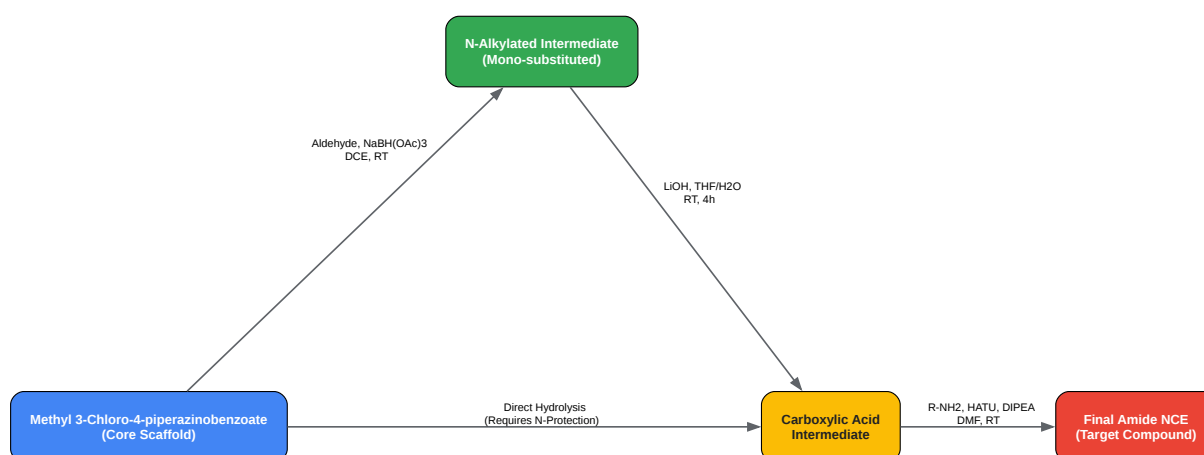 N-Alkylated Intermediate
(Mono-substituted)
Aldehyde, NaBH(OAc)3
DCE, RT
LiOH, THF/H2O
RT, 4h
Methyl 3-Chloro-4-piperazinobenzoate
(Core Scaffold)
Direct Hydrolysis
(Requires N-Protection)
Carboxylic Acid
Intermediate
R-NH2, HATU, DIPEA
DMF, RT
Final Amide NCE
(Target Compound)